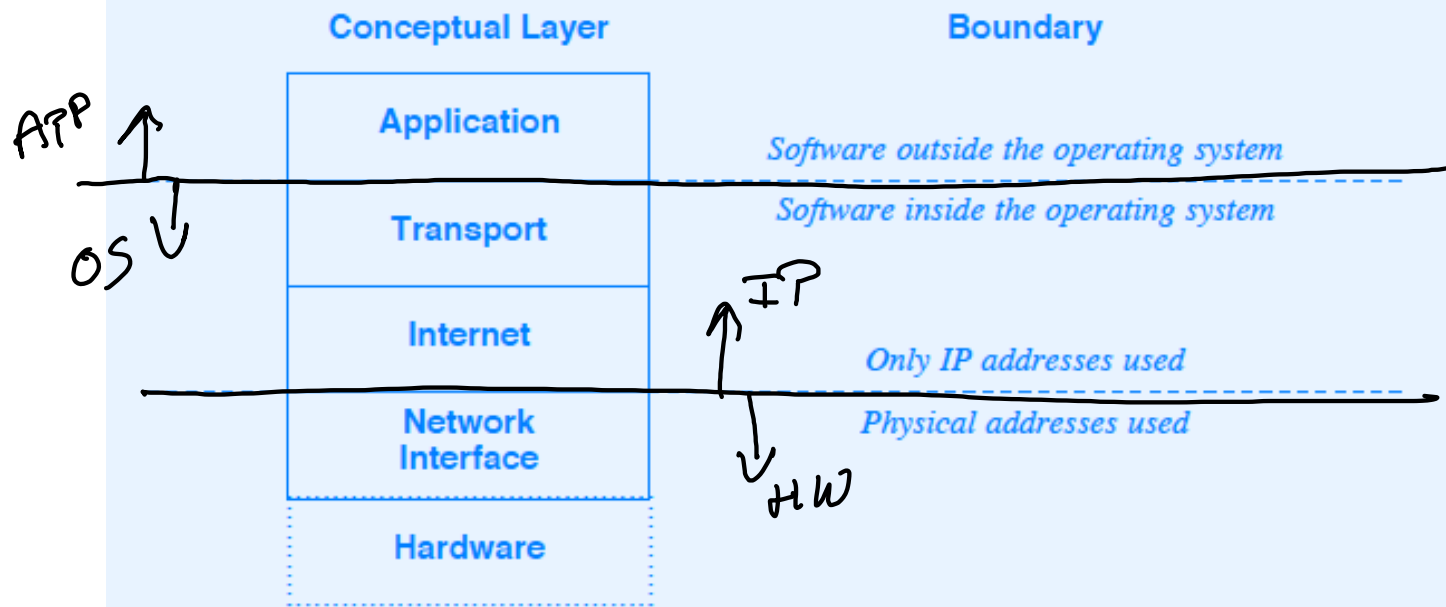 Conceptual Layer
Boundary
APP
Application
Software outside the operating system
Software inside the operating system
OS
Transport
IP
Internet
Only IP addresses used
Physical addresses used
Network
Interface
HW
Hardware